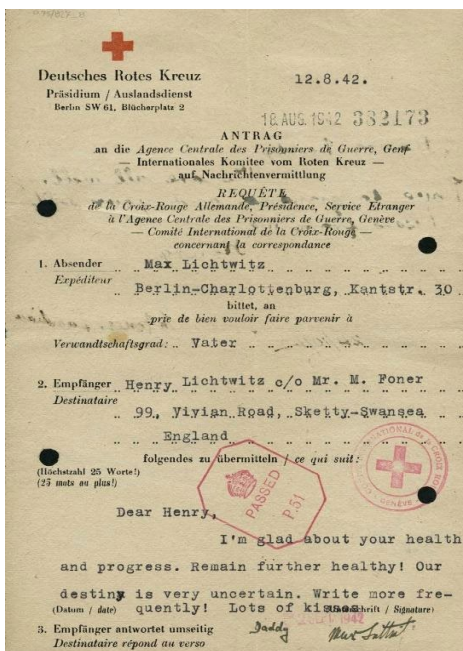 Deutsches Rotes Kreuz
Präsidium / Auslandsdienst
Berlin SW 61, Blücherplatz 2
12.8.42.
18 AUG. 1942 382173
ANTRAG
an die Agence Centrale des Prisonniers de Guerre, Genf
— Internationales Komitee vom Roten Kreuz —
auf Nachrichtenvermittlung
REQUÊTE
de la Croix-Rouge Allemande, Présidence, Service Etranger
à l'Agence Centrale des Prisonniers de Guerre, Genève
— Comité International de la Croix-Rouge —
concernant la correspondance
1. Absender Max Lichtwitz
Expéditeur Berlin-Charlottenburg, Kantstr. 30
bittet, an
prie de bien vouloir faire parvenir à
Verwandtschaftsgrad: Vater
2. Empfänger Henry Lichtwitz c/o Mr. M. Foner
Destinataire 99, Viyian Road, Sketty-Swansea
England
folgendes zu übermitteln / ce qui suit:
(Höchstzahl 25 Worte!)
(25 mots au plus!)
PASSED
P.51
GENÈVE
Dear Henry,
I'm glad about your health
and progress. Remain further healthy! Our
destiny is very uncertain. Write more fre-
(Datum / date) quently! Lots of kisses (Unterschrift / Signature)
1942
Daddy
3. Empfänger antwortet umseitig
Destinataire répond au verso